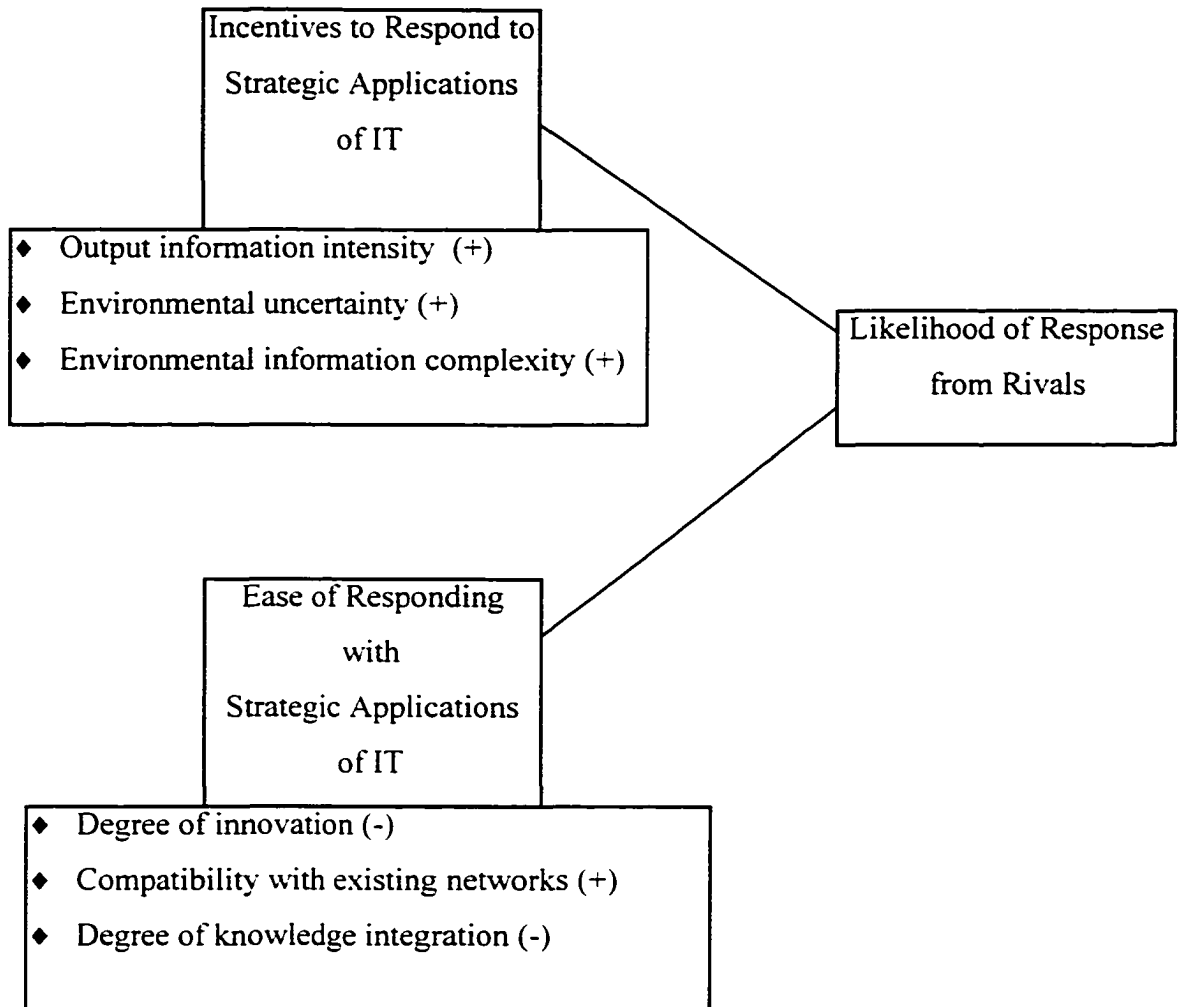 Incentives to Respond to
Strategic Applications
of IT
♦ Output information intensity (+)
♦ Environmental uncertainty (+)
♦ Environmental information complexity (+)
Likelihood of Response
from Rivals
Ease of Responding
with
Strategic Applications
of IT
♦ Degree of innovation (-)
♦ Compatibility with existing networks (+)
♦ Degree of knowledge integration (-)